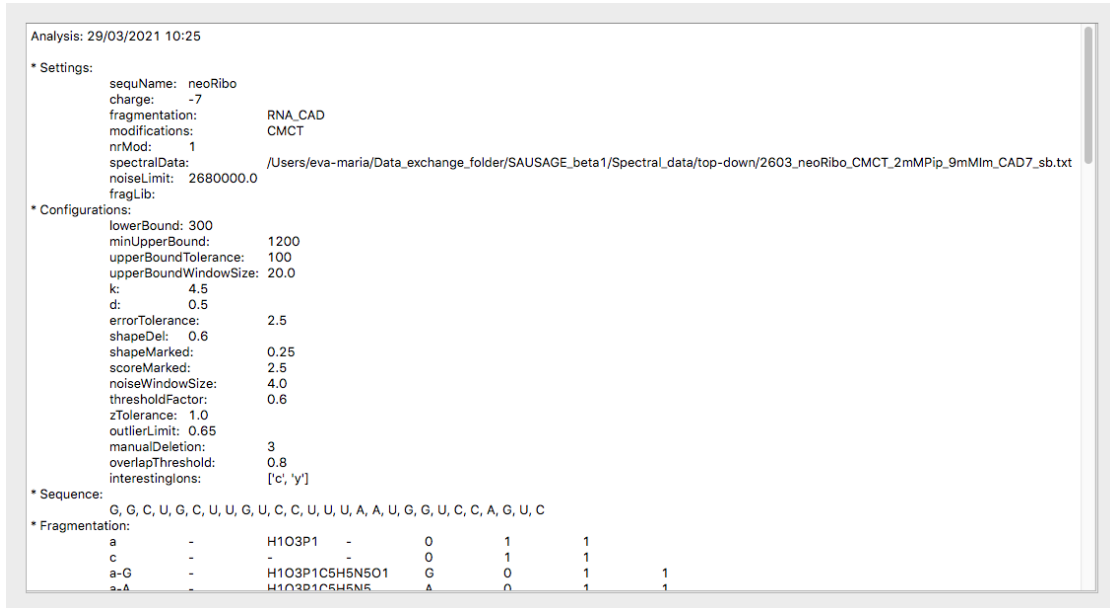 Analysis: 29/03/2021 10:25
* Settings:
sequName: neoRibo
charge: -7
fragmentation: RNA_CAD
modifications: CMCT
nrMod: 1
spectralData: /Users/eva-maria/Data_exchange_folder/SAUSAGE_beta1/Spectral_data/top-down/2603_neoRibo_CMCT_2mMPip_9mMIm_CAD7_sb.txt
noiseLimit: 2680000.0
fragLib:
* Configurations:
lowerBound: 300
minUpperBound: 1200
upperBoundTolerance: 100
upperBoundWindowSize: 20.0
k: 4.5
d: 0.5
errorTolerance: 2.5
shapeDel: 0.6
shapeMarked: 0.25
scoreMarked: 2.5
noiseWindowSize: 4.0
thresholdFactor: 0.6
zTolerance: 1.0
outlierLimit: 0.65
manualDeletion: 3
overlapThreshold: 0.8
interestingIons: ['c', 'y']
* Sequence:
G, G, C, U, G, C, U, U, G, U, C, C, U, U, U, A, A, U, G, G, U, C, C, A, G, U, C
* Fragmentation:
a - H1O3P1 - 0 1 1
c - - - 0 1 1
a-G - H1O3P1C5H5N5O1 G 0 1 1
a-A - H1O3P1C5H5N5 A 0 1 1